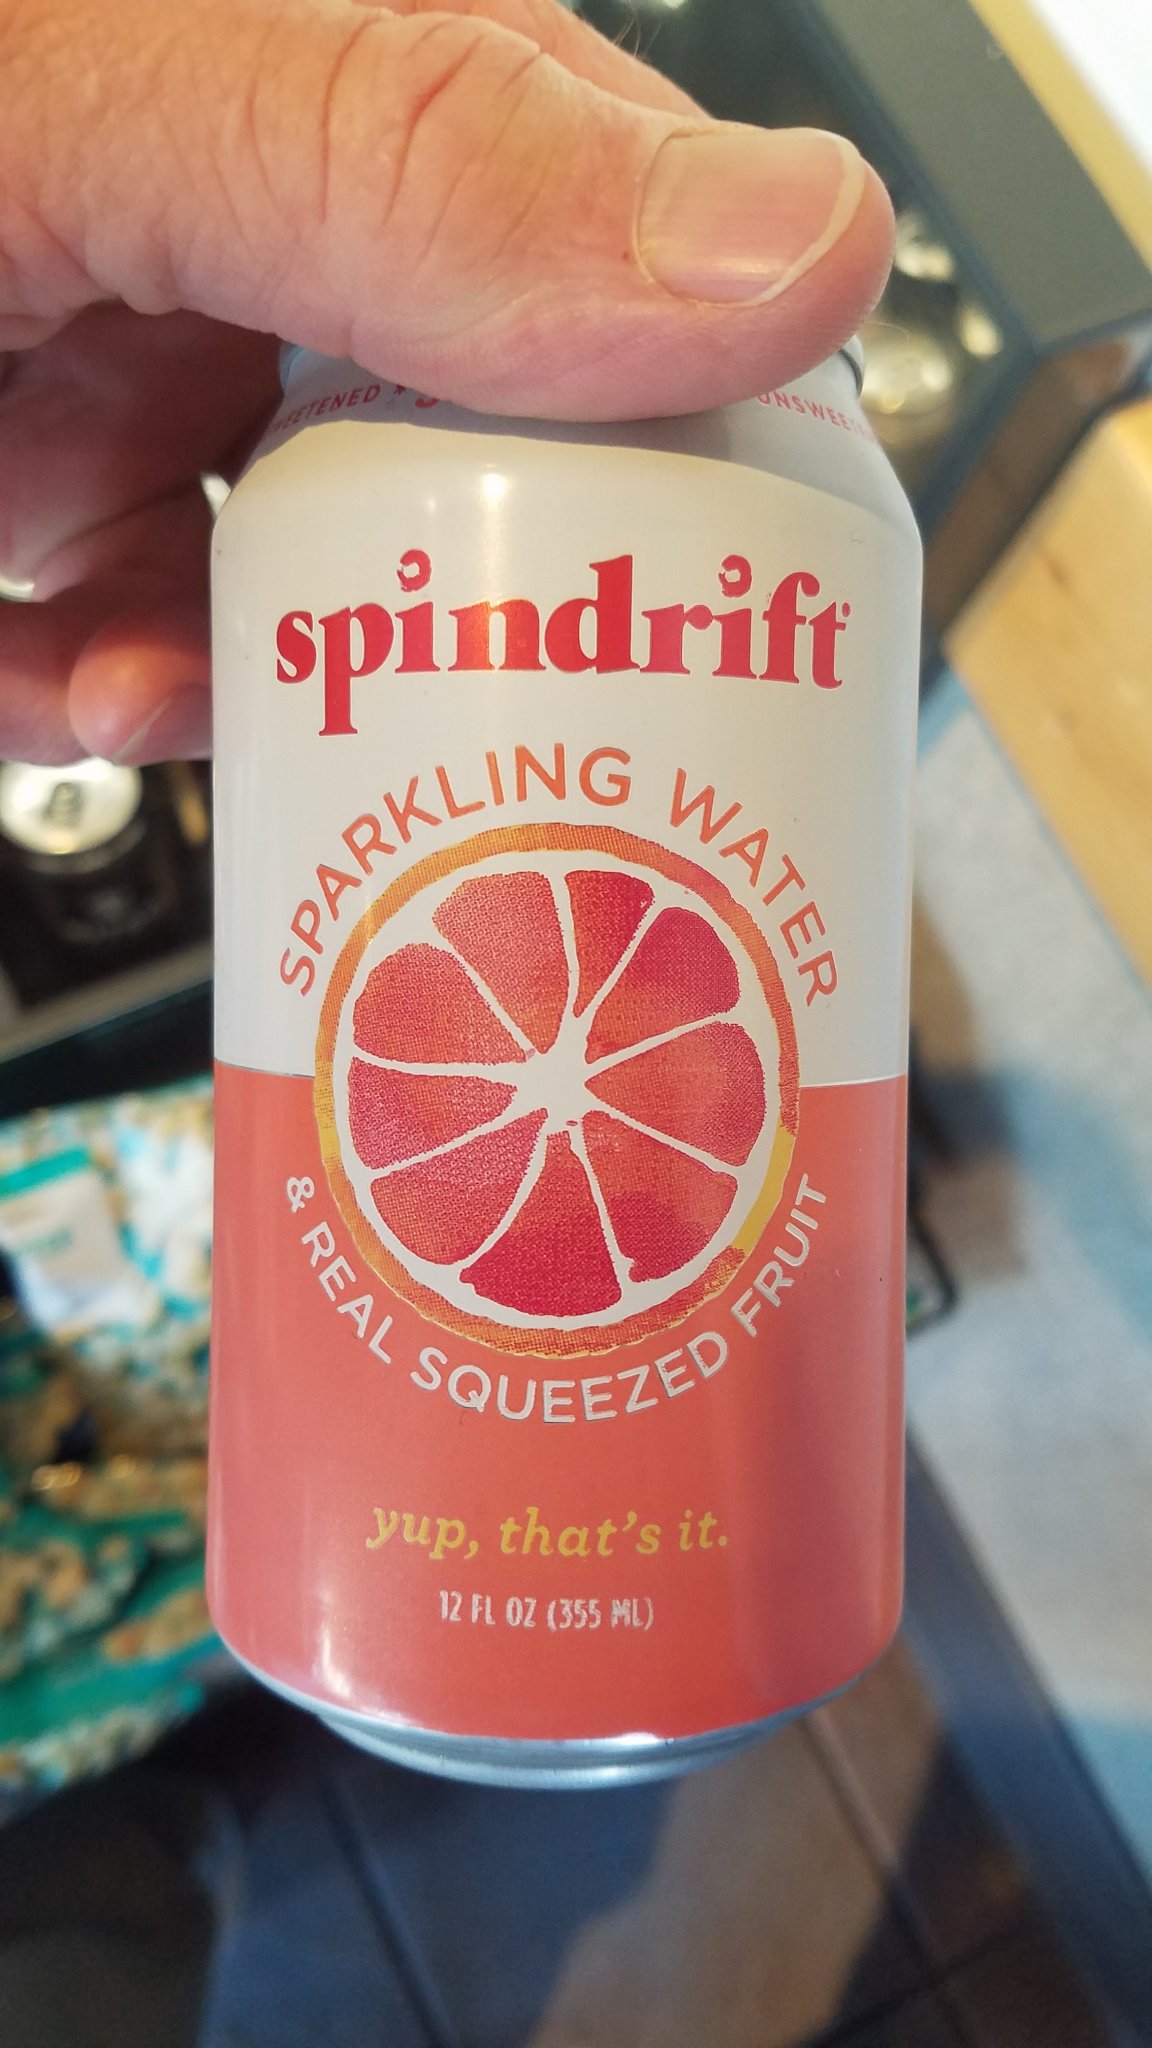 spindrift
SPARKLING WATER
& REAL SQUEEZED FRUIT
yup, that's it.
12 FL OZ (355 ML)